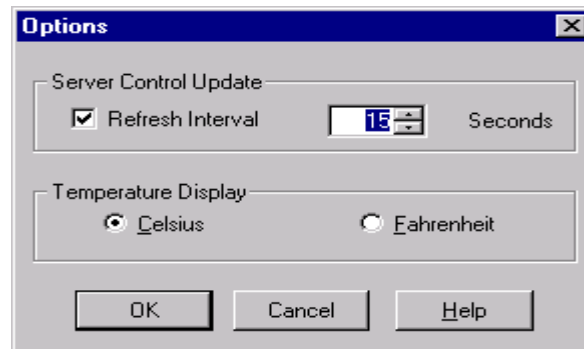 Options
Server Control Update
Refresh Interval 15 Seconds
Temperature Display
Celsius Fahrenheit
OK Cancel Help